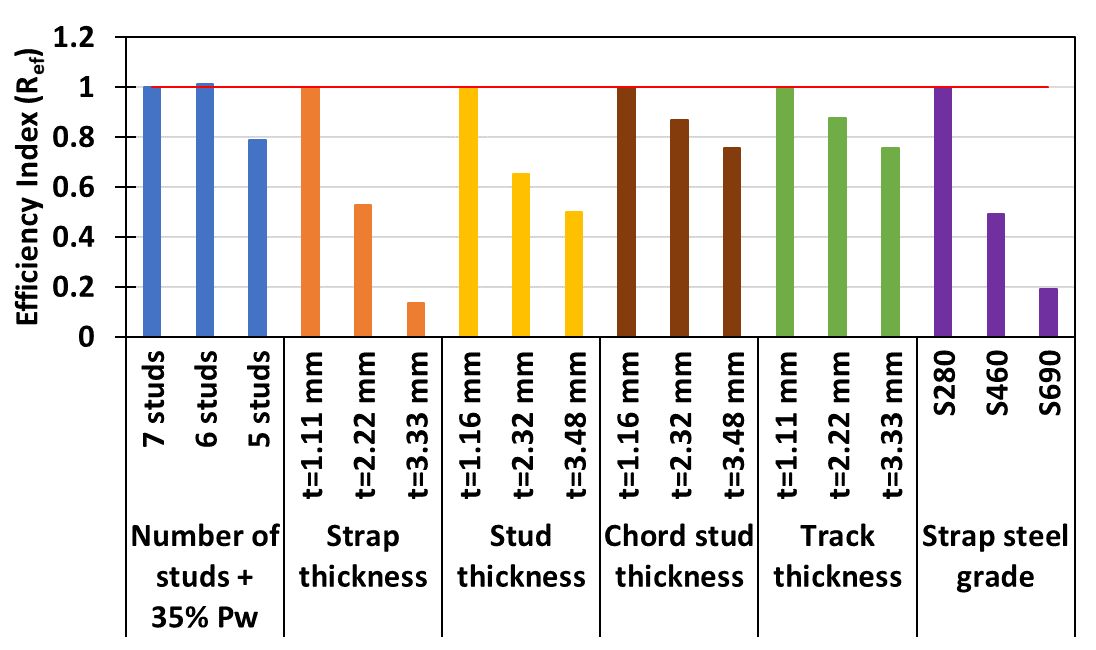 Efficiency Index (Ref)
1.2
1
0.8
0.6
0.4
0.2
0
7 studs
6 studs
5 studs
t=1.11 mm
t=2.22 mm
t=3.33 mm
t=1.16 mm
t=2.32 mm
t=3.48 mm
t=1.16 mm
t=2.32 mm
t=3.48 mm
t=1.11 mm
t=2.22 mm
t=3.33 mm
S280
S460
S690
Number of
studs +
35% Pw
Strap
thickness
Stud
thickness
Chord stud
thickness
Track
thickness
Strap steel
grade